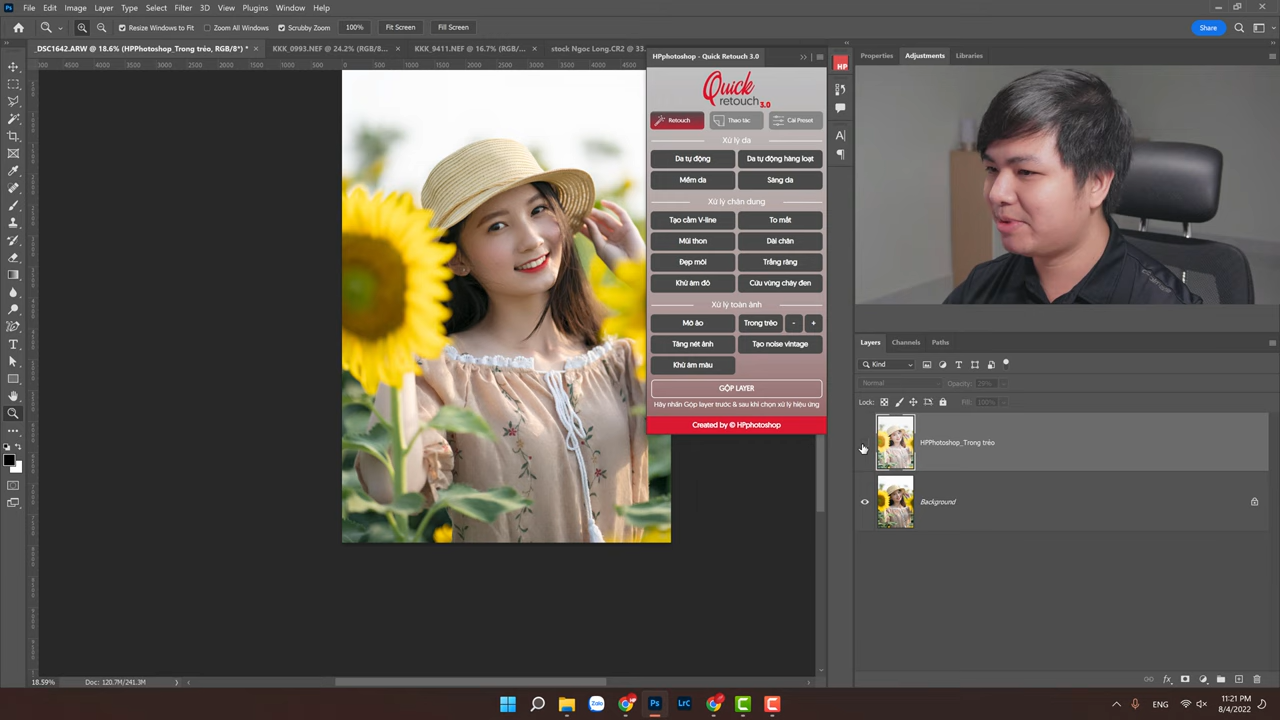 File Edit Image Layer Type Select Filter 3D View Plugins Window Help
Resize Windows to Fit Zoom All Windows Scrubby Zoom 100% Fit Screen Fill Screen Share
_DSC1642.ARW @ 18.6% (HPPhotoshop_Trong trẻo, RGB/8*) * × KKK_0993.NEF @ 24.2% (RGB/8... × KKK_9411.NEF @ 16.7% (RGB/... × stock Ngoc Long.CR2 @ 33.
HPphotoshop - Quick Retouch 3.0
Quick
retouch 3.0
Retouch Thao tác Cài Preset
Xử lý da
Da tự động Da tự động hàng loạt
Mềm da Sáng da
Xử lý chân dung
Tạo cằm V-line To mắt
Mũi thon Dài chân
Đẹp môi Trắng răng
Khử ám đỏ Cứu vùng cháy đen
Xử lý toàn ảnh
Mờ ảo Trong trẻo - +
Tăng nét ảnh Tạo noise vintage
Khử ám màu
GỘP LAYER
Hãy nhấn Gộp layer trước & sau khi chọn xử lý hiệu ứng
Created by © HPphotoshop
HP
Properties Adjustments Libraries
Layers Channels Paths
Kind
Normal Opacity: 29%
Lock: Fill: 100%
HPPhotoshop_Trong trẻo
Background
18.59% Doc: 120.7M/241.3M
Zalo Ps LrC
ENG 11:21 PM
8/4/2022